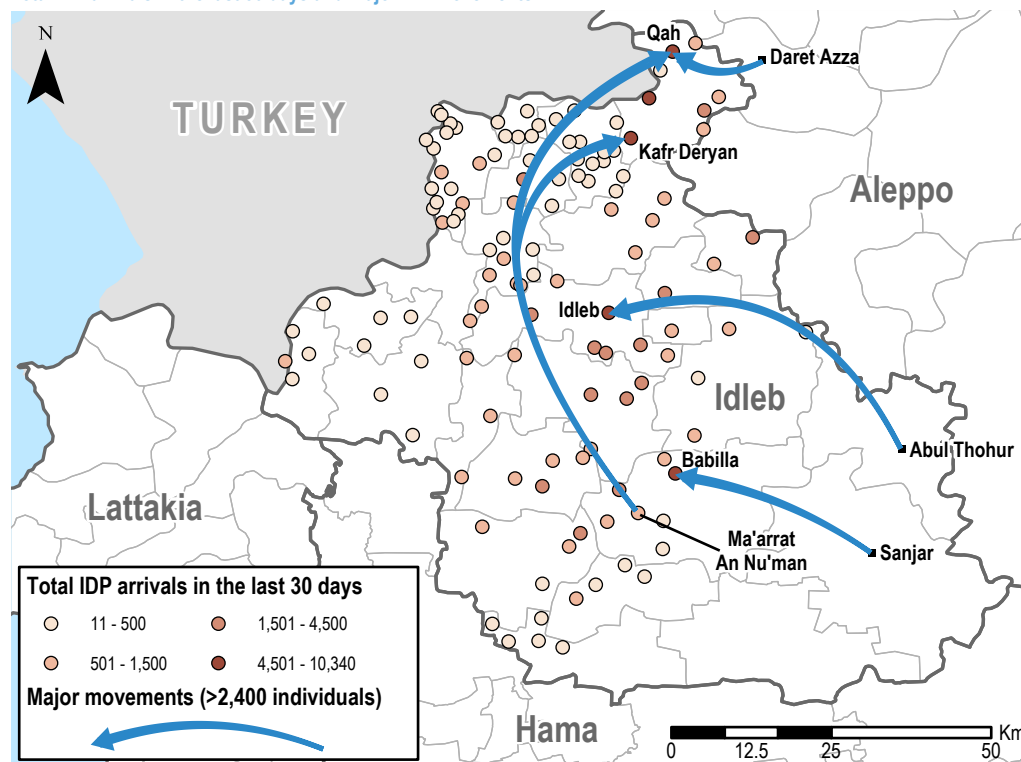 N
TURKEY
Qah
Daret Azza
Kafr Deryan
Aleppo
Idleb
Idleb
Abul Thohur
Babilla
Lattakia
Ma'arrat
An Nu'man
Sanjar
Total IDP arrivals in the last 30 days
11 - 500
1,501 - 4,500
501 - 1,500
4,501 - 10,340
Major movements (>2,400 individuals)
Hama
Km
0 12.5 25 50